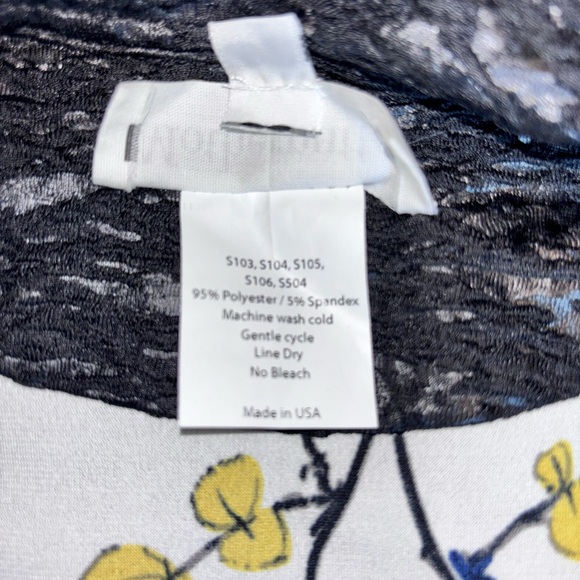 S103, S104, S105,
S106, S504
95% Polyester / 5% Spandex
Machine wash cold
Gentle cycle
Line Dry
No Bleach
Made in USA